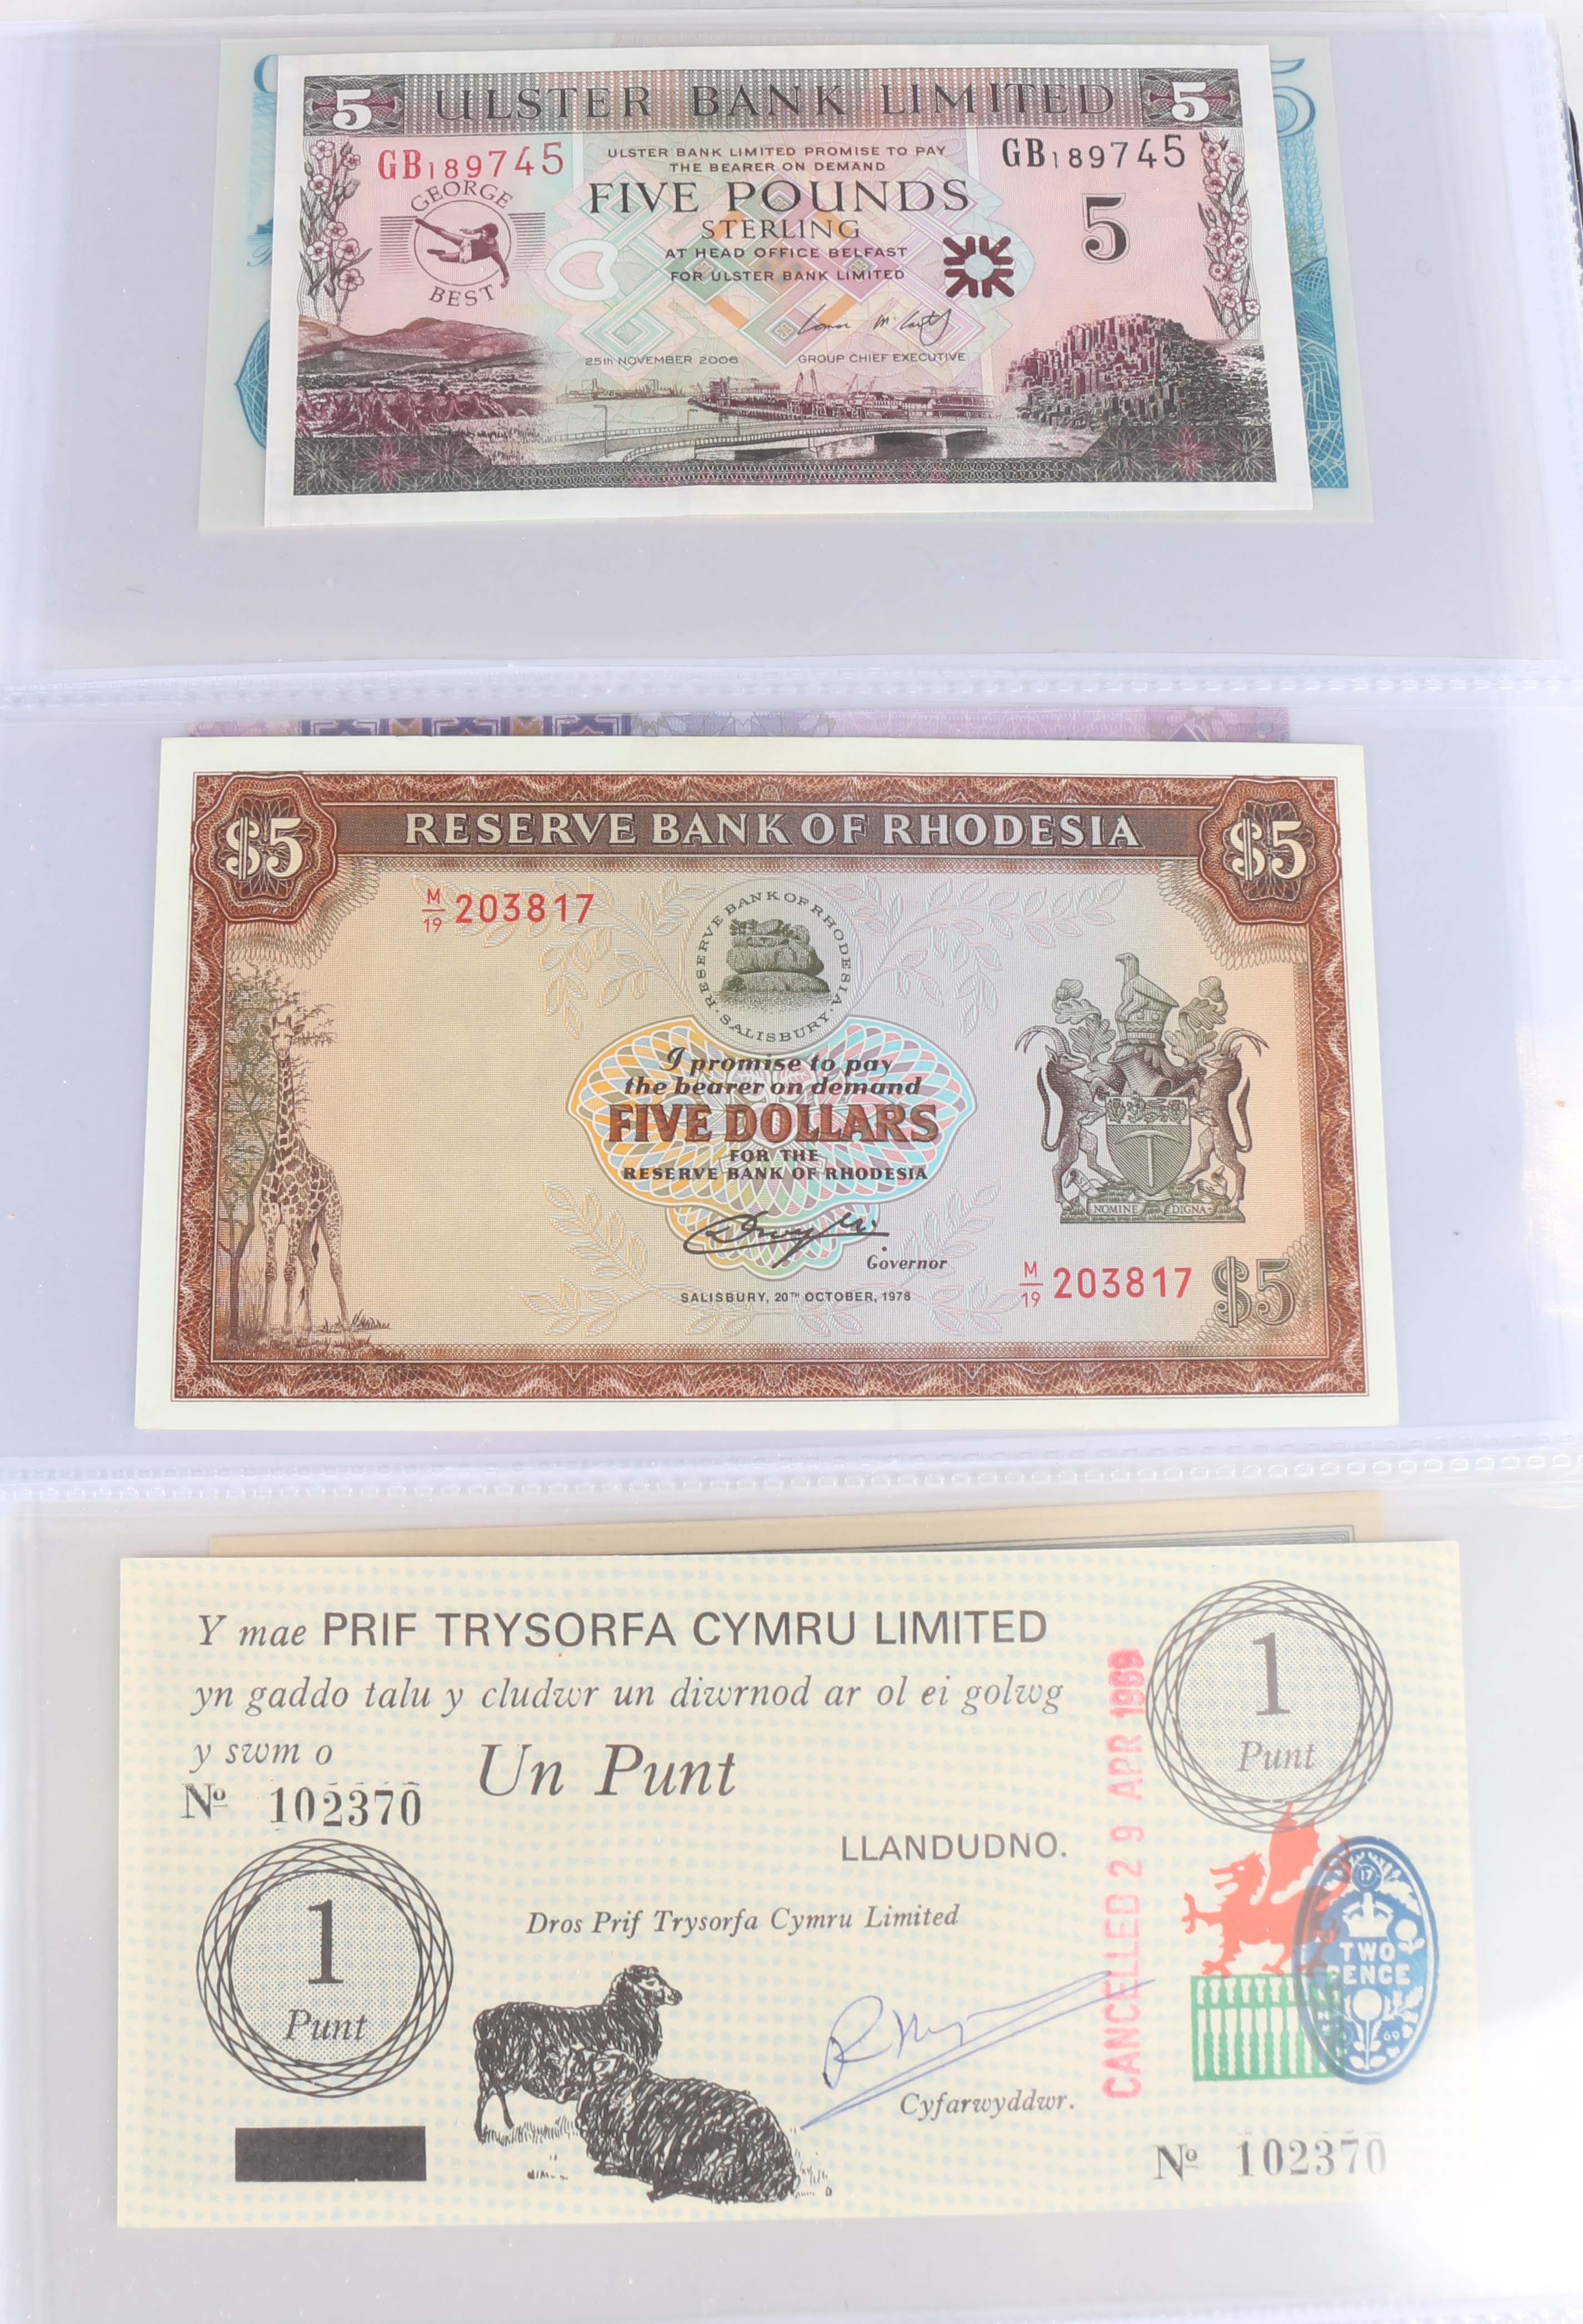 5 ULSTER BANK LIMITED 5
GB189745
ULSTER BANK LIMITED PROMISE TO PAY
THE BEARER ON DEMAND
GB189745
FIVE POUNDS
STERLING
AT HEAD OFFICE BELFAST
FOR ULSTER BANK LIMITED
5
GEORGE
BEST
25th NOVEMBER 2006 GROUP CHIEF EXECUTIVE
5
$5 RESERVE BANK OF RHODESIA $5
M/19 203817
RESERVE BANK OF RHODESIA
SALISBURY
I promise to pay
the bearer on demand
FIVE DOLLARS
FOR THE
RESERVE BANK OF RHODESIA
NOMINE DIGNA
Governor
SALISBURY, 20TH OCTOBER, 1978
M/19 203817 $5
Y mae PRIF TRYSORFA CYMRU LIMITED
yn gaddo talu y cludwr un diwrnod ar ol ei golwg
y swm o Un Punt
Nº 102370
1
Punt
LLANDUDNO.
1
Punt
Dros Prif Trysorfa Cymru Limited
Cyfarwyddwr.
CANCELLED 29 APR 1969
17
TWO
PENCE
69
Nº 102370